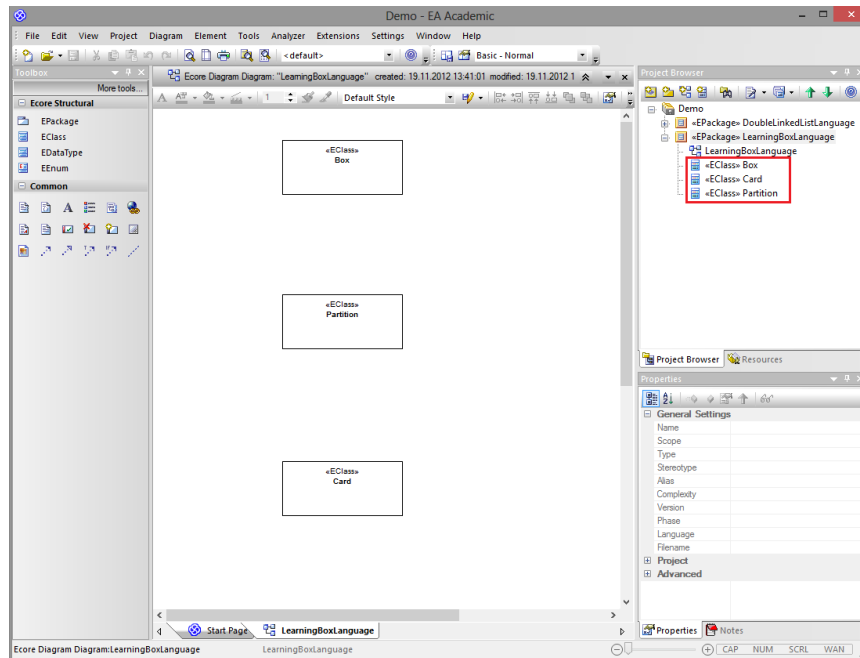 Demo - EA Academic
File Edit View Project Diagram Element Tools Analyzer Extensions Settings Window Help
<default>
Basic - Normal
Toolbox
More tools...
Ecore Structural
EPackage
EClass
EDataType
EEnum
Common
Ecore Diagram Diagram: "LearningBoxLanguage" created: 19.11.2012 13:41:01 modified: 19.11.2012 1
1 Default Style
«EClass»
Box
«EClass»
Partition
«EClass»
Card
Start Page LearningBoxLanguage
Project Browser
Demo
«EPackage» DoubleLinkedListLanguage
«EPackage» LearningBoxLanguage
LearningBoxLanguage
«EClass» Box
«EClass» Card
«EClass» Partition
Project Browser Resources
Properties
General Settings
Name
Scope
Type
Stereotype
Alias
Complexity
Version
Phase
Language
Filename
Project
Advanced
Properties Notes
Ecore Diagram Diagram:LearningBoxLanguage LearningBoxLanguage CAP NUM SCRL WAN